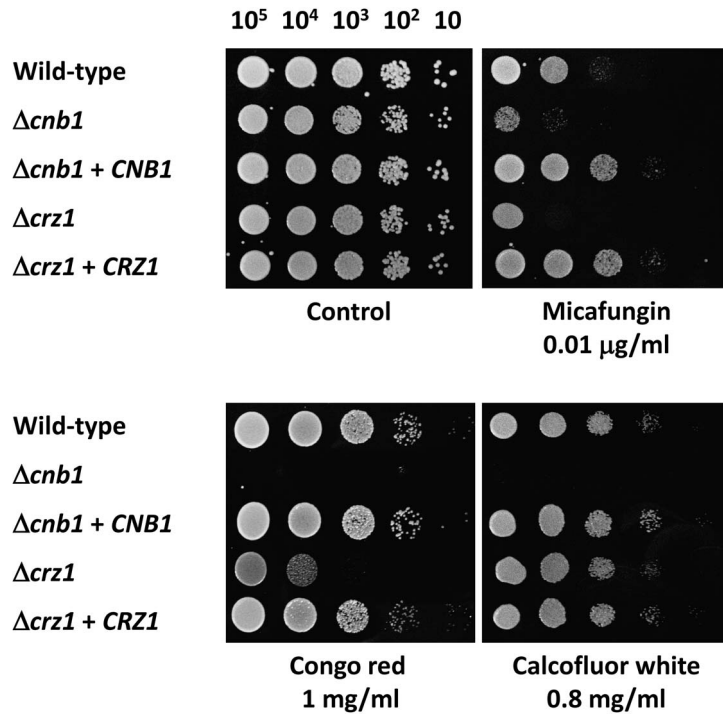 10⁵ 10⁴ 10³ 10² 10
Wild-type
Δcnb1
Δcnb1 + CNB1
Δcrz1
Δcrz1 + CRZ1
Control
Micafungin
0.01 μg/ml
Wild-type
Δcnb1
Δcnb1 + CNB1
Δcrz1
Δcrz1 + CRZ1
Congo red
1 mg/ml
Calcofluor white
0.8 mg/ml